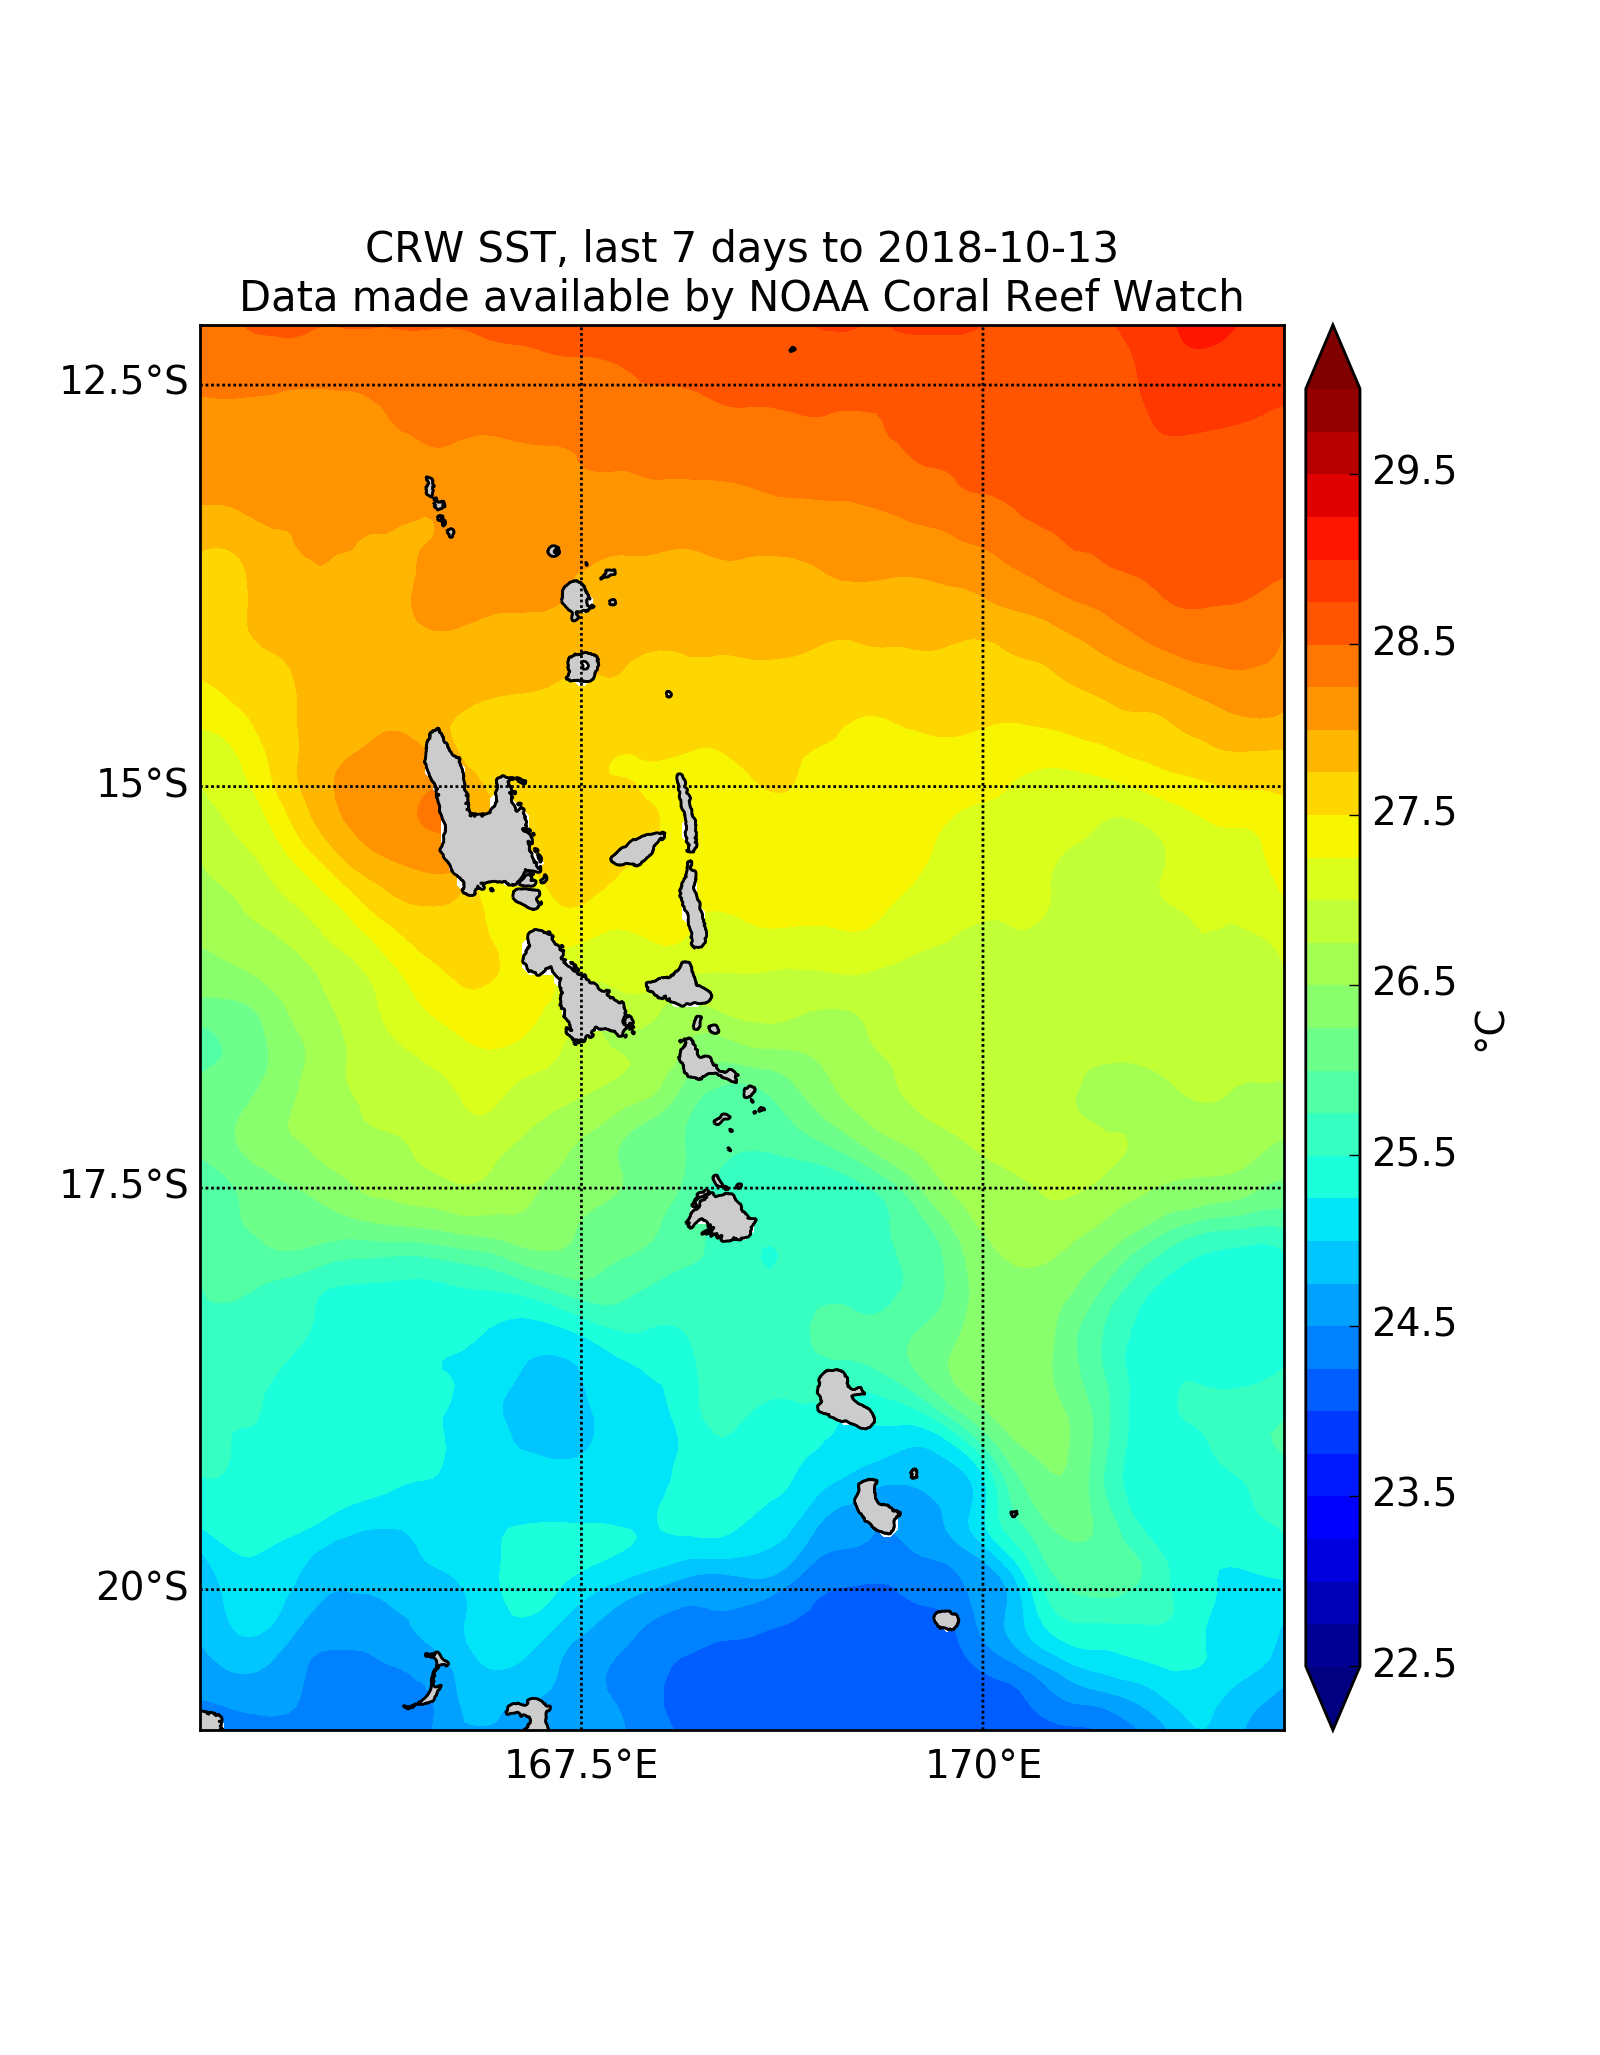 CRW SST, last 7 days to 2018-10-13
Data made available by NOAA Coral Reef Watch
12.5°S
15°S
17.5°S
20°S
167.5°E
170°E
29.5
28.5
27.5
26.5
25.5
24.5
23.5
22.5
°C